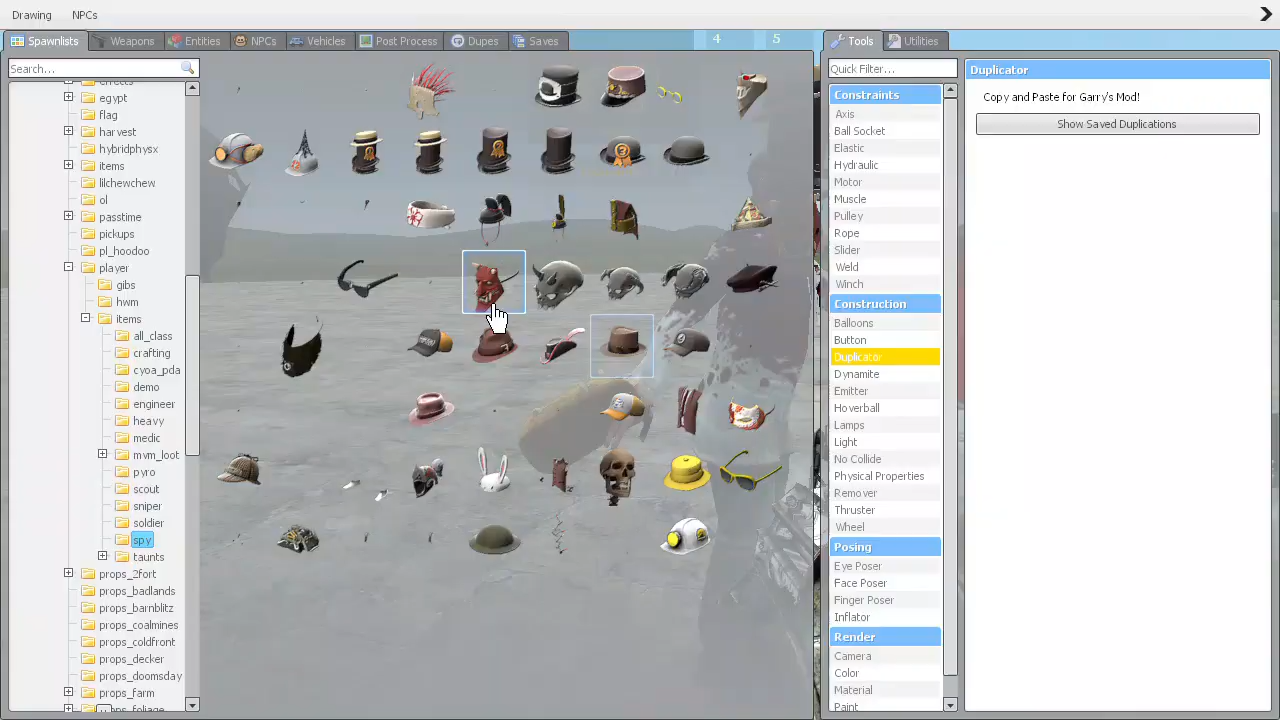 Drawing NPCs
4 5
Spawnlists Weapons Entities NPCs Vehicles Post Process Dupes Saves
Tools Utilities
Search...
effects
egypt
flag
harvest
hybridphysx
items
lilchewchew
ol
passtime
pickups
pl_hoodoo
player
gibs
hwm
items
all_class
crafting
cyoa_pda
demo
engineer
heavy
medic
mvm_loot
pyro
scout
sniper
soldier
spy
taunts
props_2fort
props_badlands
props_barnblitz
props_coalmines
props_coldfront
props_decker
props_doomsday
props_farm
props_foliage
Quick Filter...
Constraints
Axis
Ball Socket
Elastic
Hydraulic
Motor
Muscle
Pulley
Rope
Slider
Weld
Winch
Construction
Balloons
Button
Duplicator
Dynamite
Emitter
Hoverball
Lamps
Light
No Collide
Physical Properties
Remover
Thruster
Wheel
Posing
Eye Poser
Face Poser
Finger Poser
Inflator
Render
Camera
Color
Material
Paint
Duplicator
Copy and Paste for Garry's Mod!
Show Saved Duplications